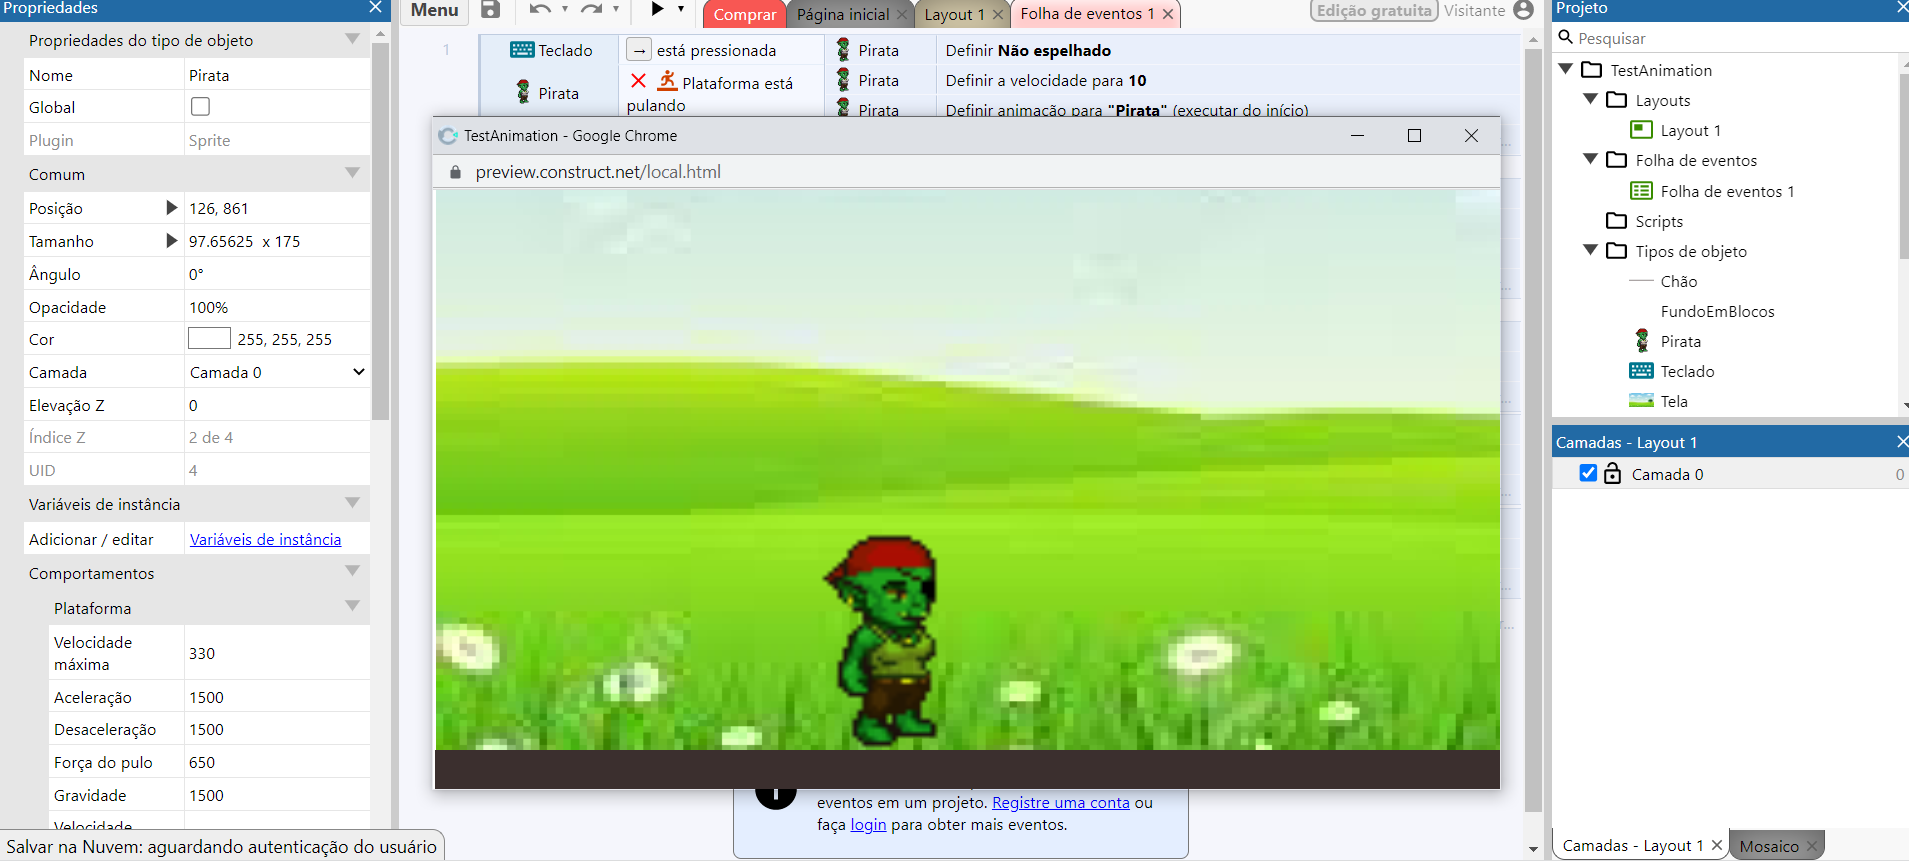 Propriedades
Propriedades do tipo de objeto
Nome Pirata
Global
Plugin Sprite
Comum
Posição 126, 861
Tamanho 97.65625 x 175
Ângulo 0°
Opacidade 100%
Cor 255, 255, 255
Camada Camada 0
Elevação Z 0
Índice Z 2 de 4
UID 4
Variáveis de instância
Adicionar / editar Variáveis de instância
Comportamentos
Plataforma
Velocidade máxima 330
Aceleração 1500
Desaceleração 1500
Força do pulo 650
Gravidade 1500
Velocidade
Salvar na Nuvem: aguardando autenticação do usuário
Menu
Comprar
Página inicial
Layout 1
Folha de eventos 1
Edição gratuita Visitante
1
Teclado → está pressionada
Pirata Plataforma está
pulando
Pirata Definir Não espelhado
Pirata Definir a velocidade para 10
Pirata Definir animação para "Pirata" (executar do início)
TestAnimation - Google Chrome
preview.construct.net/local.html
eventos em um projeto. Registre uma conta ou
faça login para obter mais eventos.
Projeto
Pesquisar
TestAnimation
Layouts
Layout 1
Folha de eventos
Folha de eventos 1
Scripts
Tipos de objeto
Chão
FundoEmBlocos
Pirata
Teclado
Tela
Camadas - Layout 1
Camada 0 0
Camadas - Layout 1
Mosaico